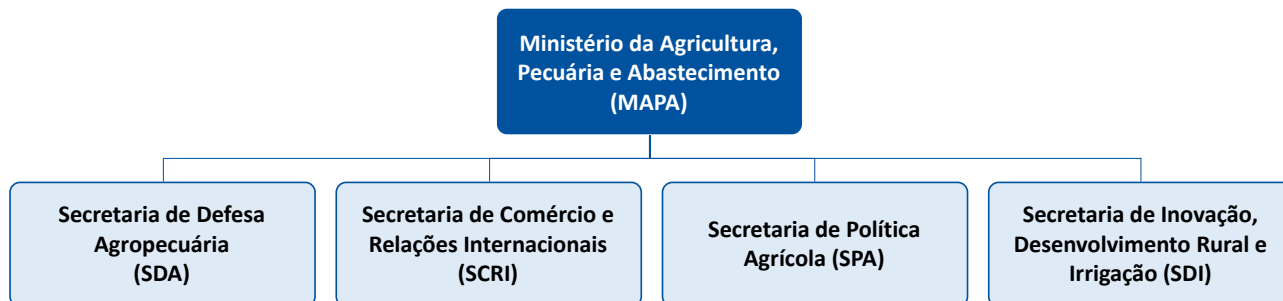 Ministério da Agricultura,
Pecuária e Abastecimento
(MAPA)
Secretaria de Defesa
Agropecuária
(SDA)
Secretaria de Comércio e
Relações Internacionais
(SCRI)
Secretaria de Política
Agrícola (SPA)
Secretaria de Inovação,
Desenvolvimento Rural e
Irrigação (SDI)